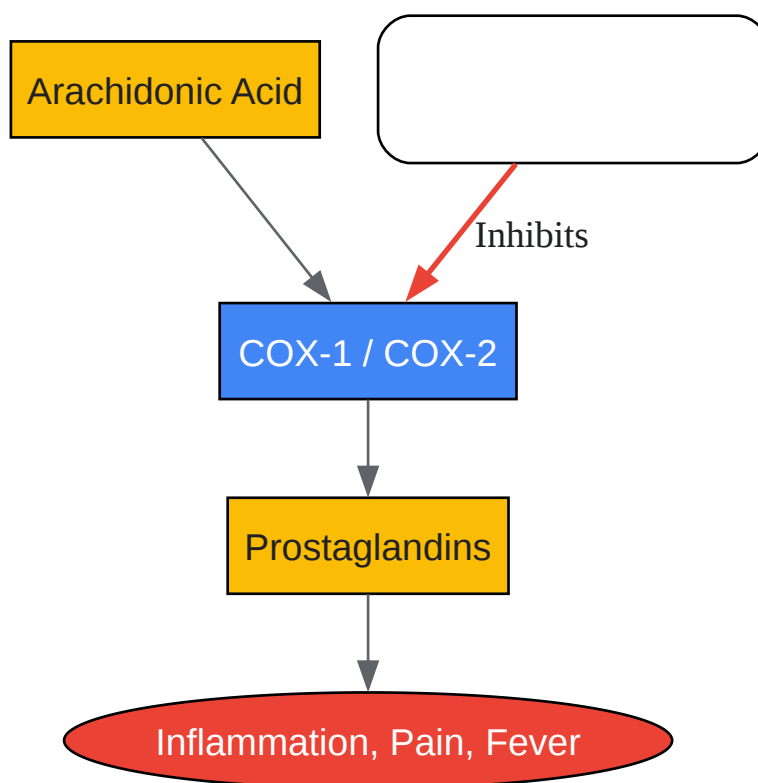 Arachidonic Acid
Inhibits
COX-1 / COX-2
Prostaglandins
Inflammation, Pain, Fever